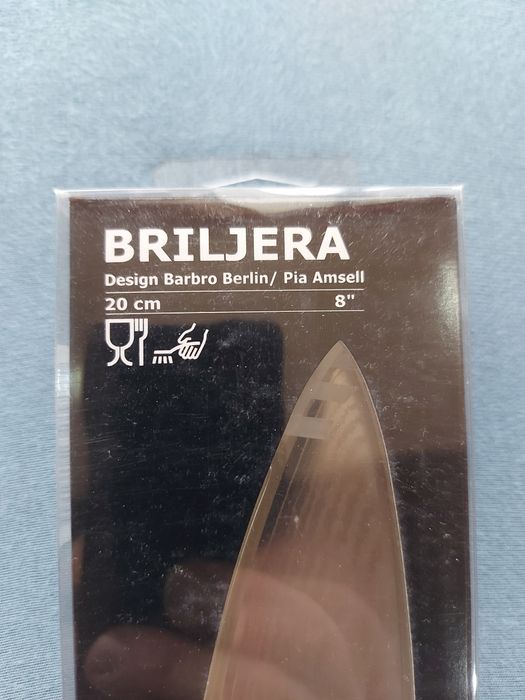 BRILJERA
Design Barbro Berlin/ Pia Amsell
20 cm 8"